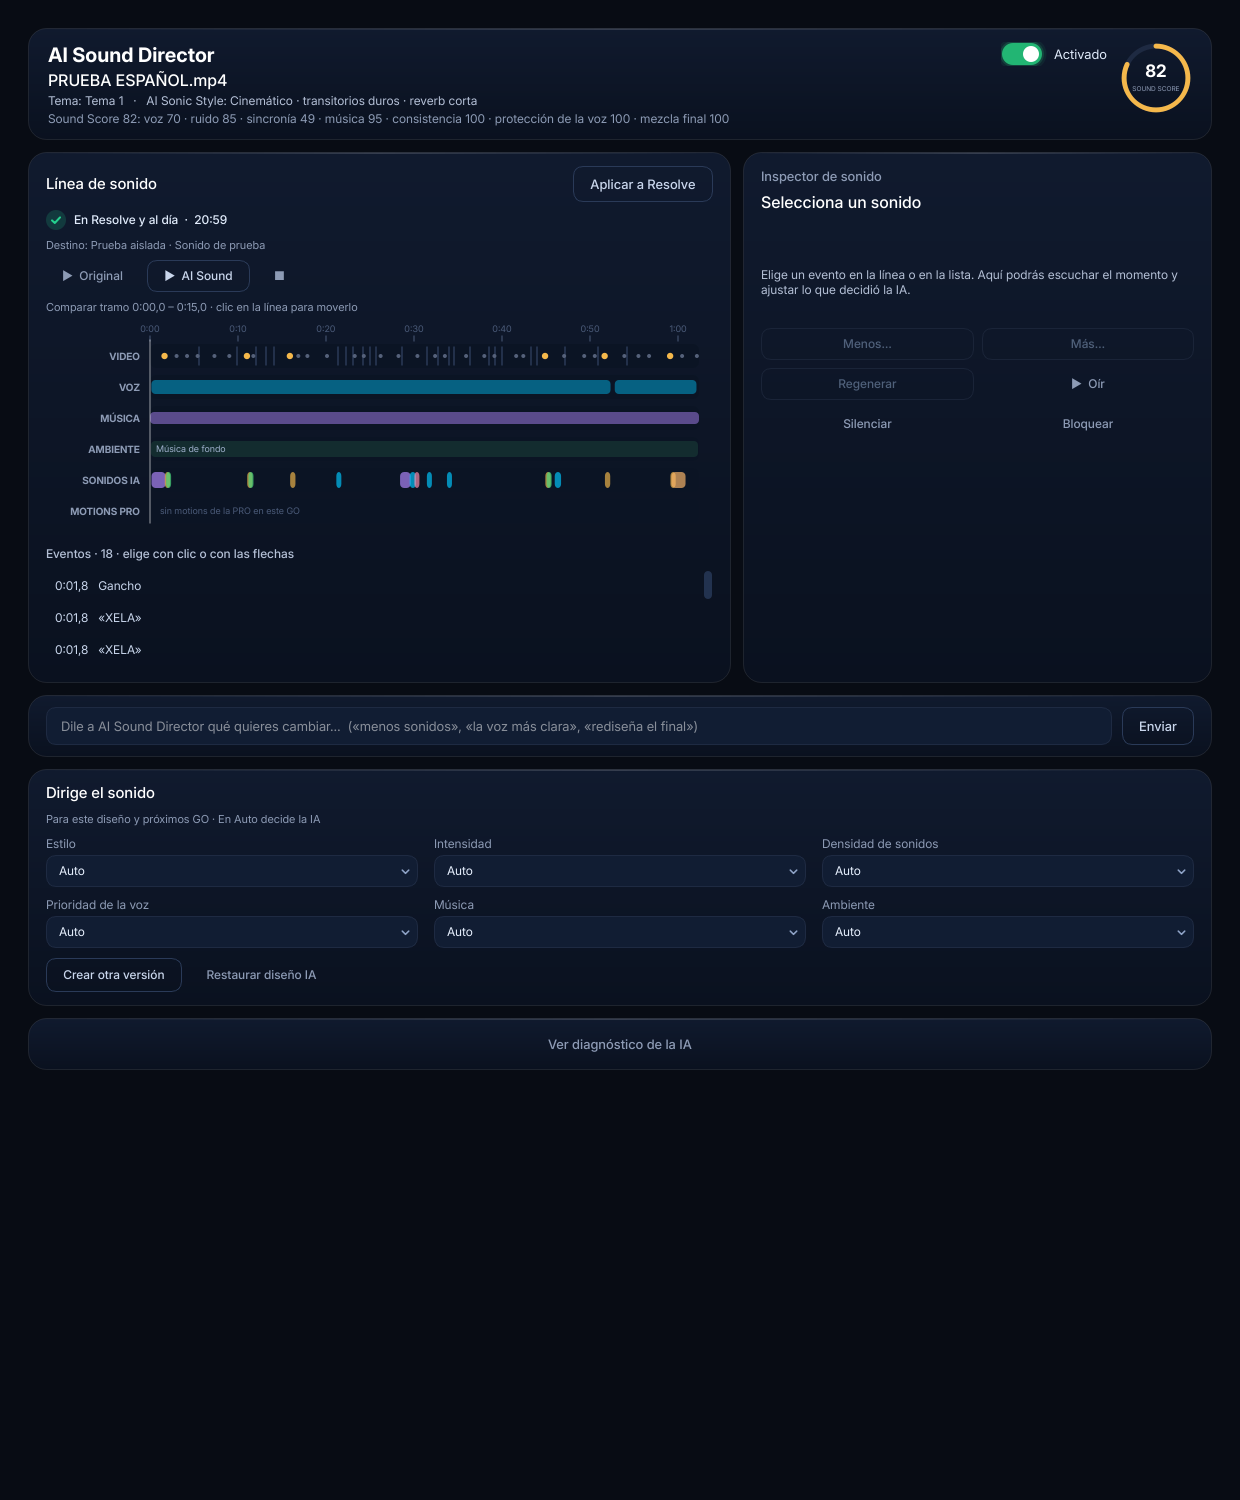 AI Sound Director
PRUEBA ESPAÑOL.mp4
Tema: Tema 1 · AI Sonic Style: Cinemático · transitorios duros · reverb corta
Sound Score 82: voz 70 · ruido 85 · sincronía 49 · música 95 · consistencia 100 · protección de la voz 100 · mezcla final 100
Activado
82
SOUND SCORE
Línea de sonido
Aplicar a Resolve
En Resolve y al día · 20:59
Destino: Prueba aislada · Sonido de prueba
Original
AI Sound
Comparar tramo 0:00,0 – 0:15,0 · clic en la línea para moverlo
0:00 0:10 0:20 0:30 0:40 0:50 1:00
VIDEO
VOZ
MÚSICA
AMBIENTE
Música de fondo
SONIDOS IA
MOTIONS PRO
sin motions de la PRO en este GO
Eventos · 18 · elige con clic o con las flechas
0:01,8 Gancho
0:01,8 «XELA»
0:01,8 «XELA»
Inspector de sonido
Selecciona un sonido
Elige un evento en la línea o en la lista. Aquí podrás escuchar el momento y
ajustar lo que decidió la IA.
Menos...
Más...
Regenerar
Oír
Silenciar
Bloquear
Dile a AI Sound Director qué quieres cambiar... («menos sonidos», «la voz más clara», «rediseña el final»)
Enviar
Dirige el sonido
Para este diseño y próximos GO · En Auto decide la IA
Estilo
Intensidad
Densidad de sonidos
Auto
Auto
Auto
Prioridad de la voz
Música
Ambiente
Auto
Auto
Auto
Crear otra versión
Restaurar diseño IA
Ver diagnóstico de la IA